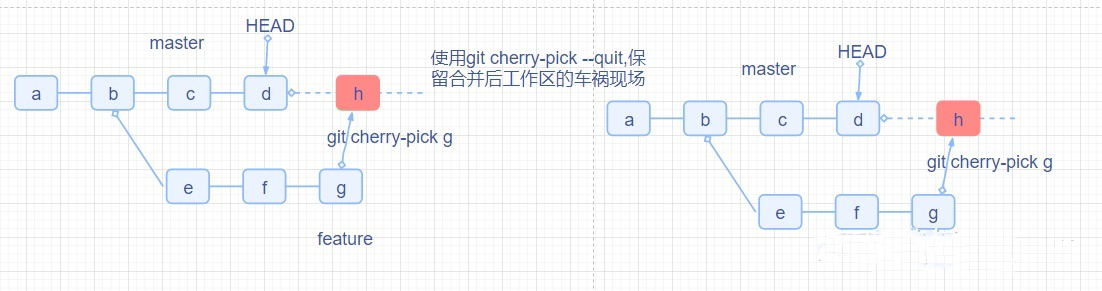 HEAD
master
a
b
c
d
h
git cherry-pick g
e
f
g
feature
使用git cherry-pick --quit,保
留合并后工作区的车祸现场
HEAD
master
a
b
c
d
h
git cherry-pick g
e
f
g